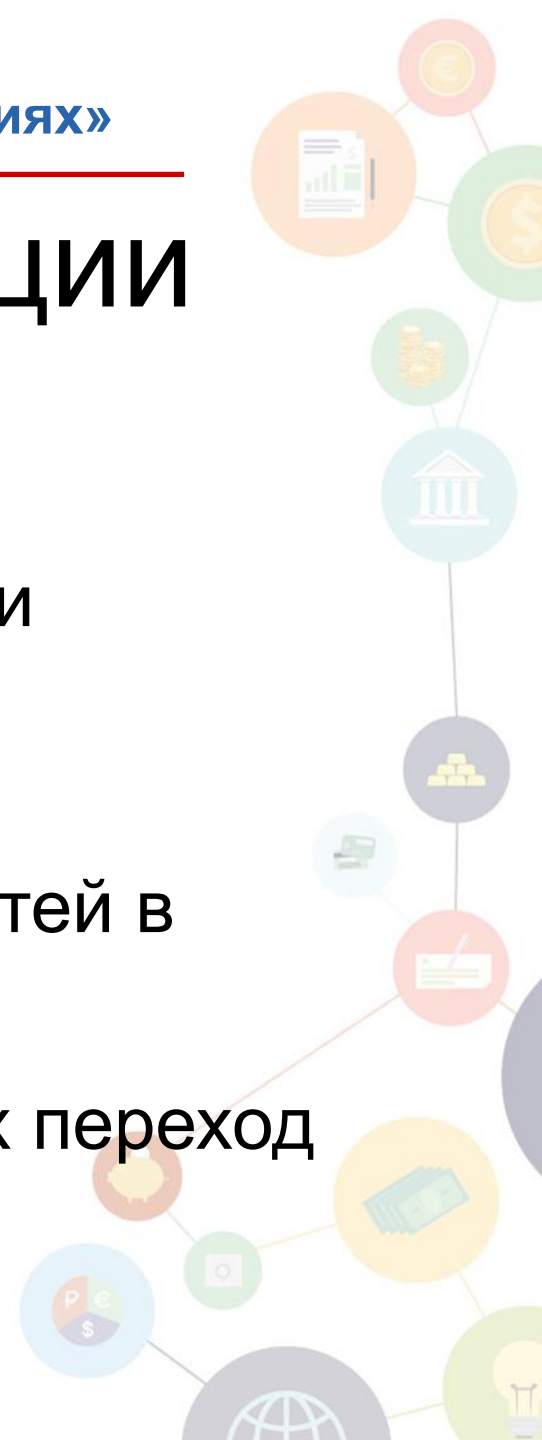 иях»
ции
и
тей в
х переход